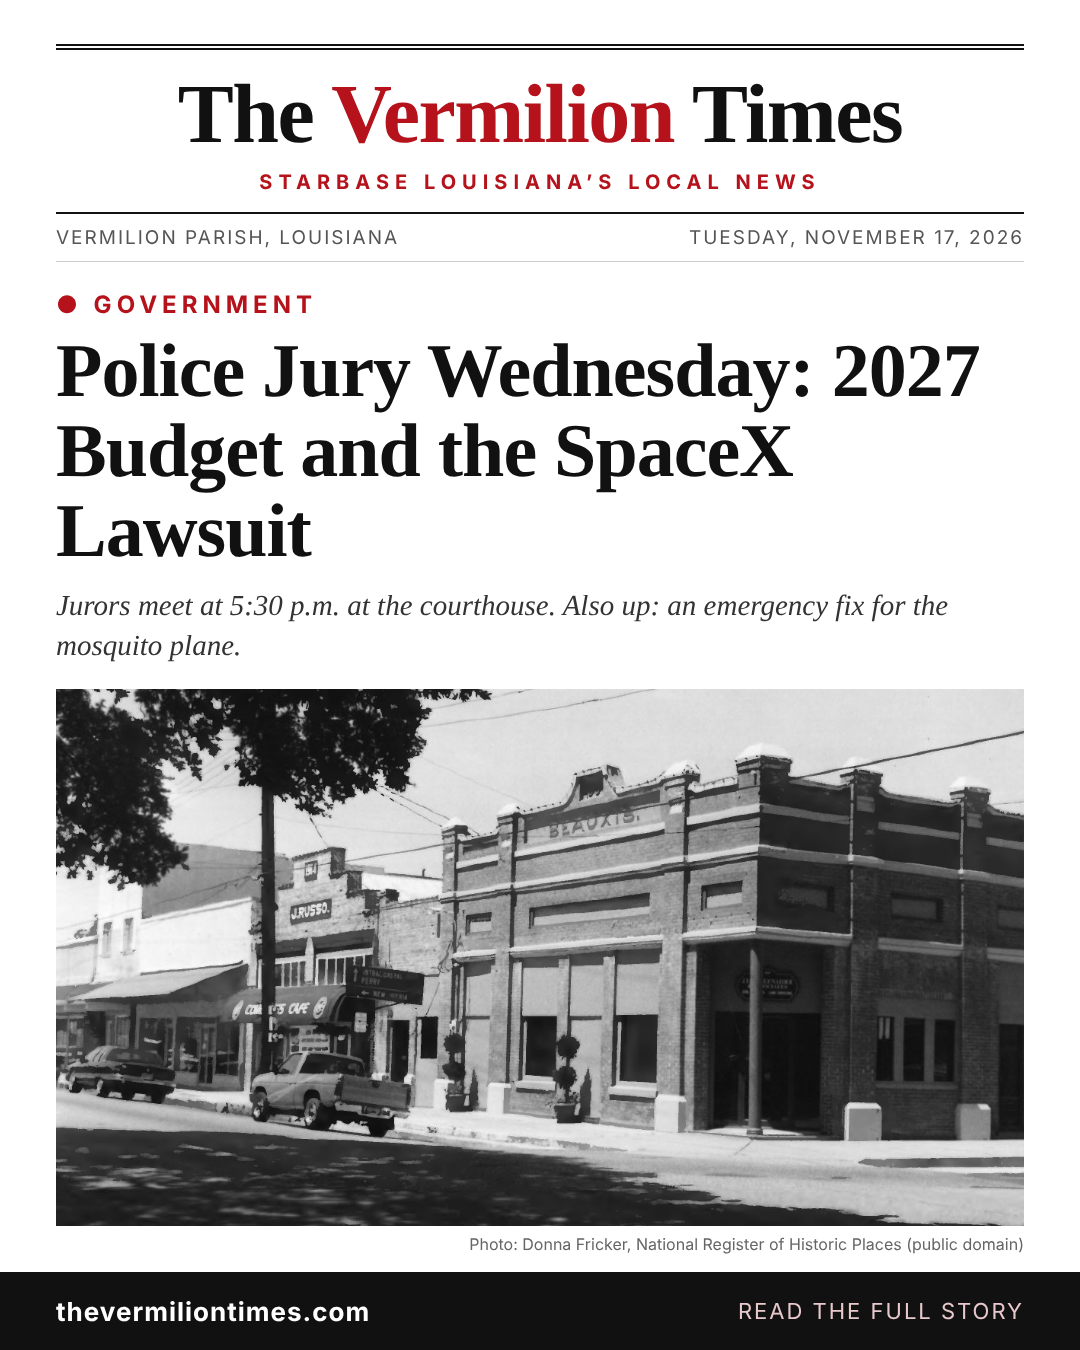 The Vermilion Times
STARBASE LOUISIANA’S LOCAL NEWS
VERMILION PARISH, LOUISIANA
TUESDAY, NOVEMBER 17, 2026
GOVERNMENT
Police Jury Wednesday: 2027
Budget and the SpaceX
Lawsuit
Jurors meet at 5:30 p.m. at the courthouse. Also up: an emergency fix for the
mosquito plane.
BEAUXIS.
J.RUSSO.
CAFE
Photo: Donna Fricker, National Register of Historic Places (public domain)
thevermiliontimes.com
READ THE FULL STORY